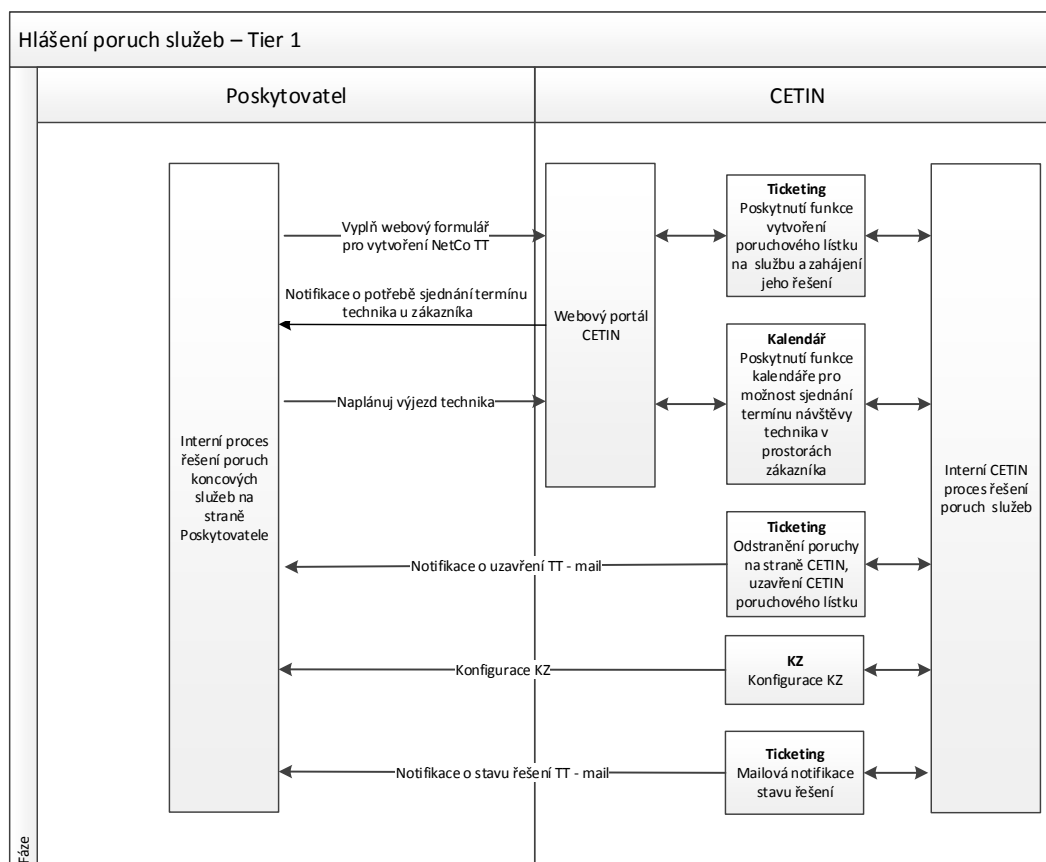 Hlášení poruch služeb – Tier 1
Poskytovatel
CETIN
Vyplň webový formulář
pro vytvoření NetCo TT
Notifikace o potřebě sjednání termínu
technika u zákazníka
Naplánuj výjezd technika
Interní proces
řešení poruch
koncových
služeb na
straně
Poskytovatele
Webový portál
CETIN
Ticketing
Poskytnutí funkce
vytvoření
poruchového lístku
na službu a zahájení
jeho řešení
Kalendář
Poskytnutí funkce
kalendáře pro
možnost sjednání
termínu návštěvy
technika v
prostorách
zákazníka
Interní CETIN
proces řešení
poruch služeb
Notifikace o uzavření TT - mail
Ticketing
Odstranění poruchy
na straně CETIN,
uzavření CETIN
poruchového lístku
Konfigurace KZ
KZ
Konfigurace KZ
Notifikace o stavu řešení TT - mail
Ticketing
Mailová notifikace
stavu řešení
Fáze